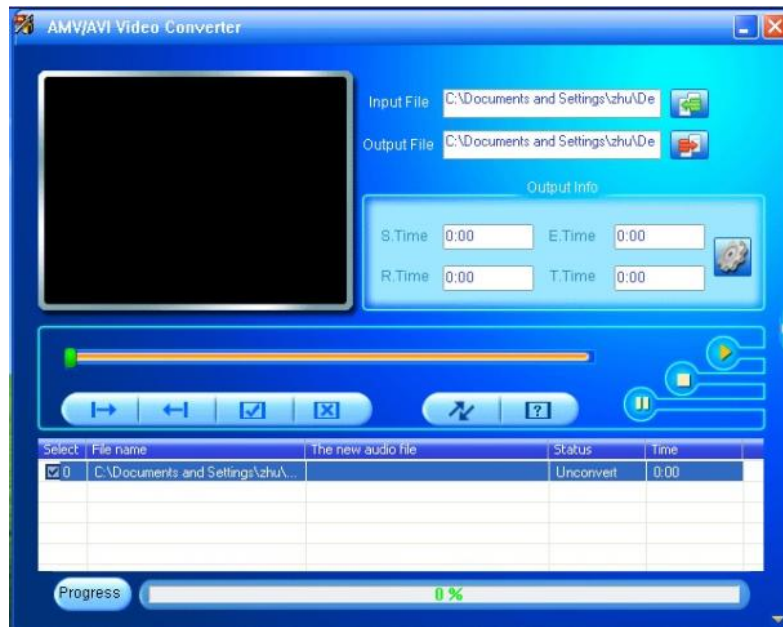 AMV/AVI Video Converter
Input File C:\Documents and Settings\zhu\De
Output File C:\Documents and Settings\zhu\De
Output Info
S.Time 0:00 E.Time 0:00
R.Time 0:00 T.Time 0:00
Select File name The new audio file Status Time
0 C:\Documents and Settings\zhu\... Unconvert 0:00
Progress 0 %